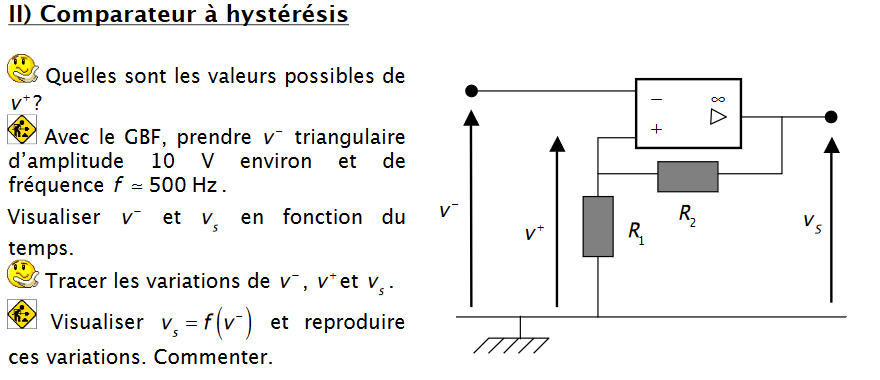 II) Comparateur à hystérésis
Quelles sont les valeurs possibles de
v⁺?
Avec le GBF, prendre v⁻ triangulaire
d'amplitude 10 V environ et de
fréquence f ≃ 500 Hz.
Visualiser v⁻ et vₛ en fonction du
temps.
Tracer les variations de v⁻, v⁺et vₛ.
Visualiser vₛ = f(v⁻) et reproduire
ces variations. Commenter.
− ∞
+
R₂
v⁻
v⁺
R₁
vₛ